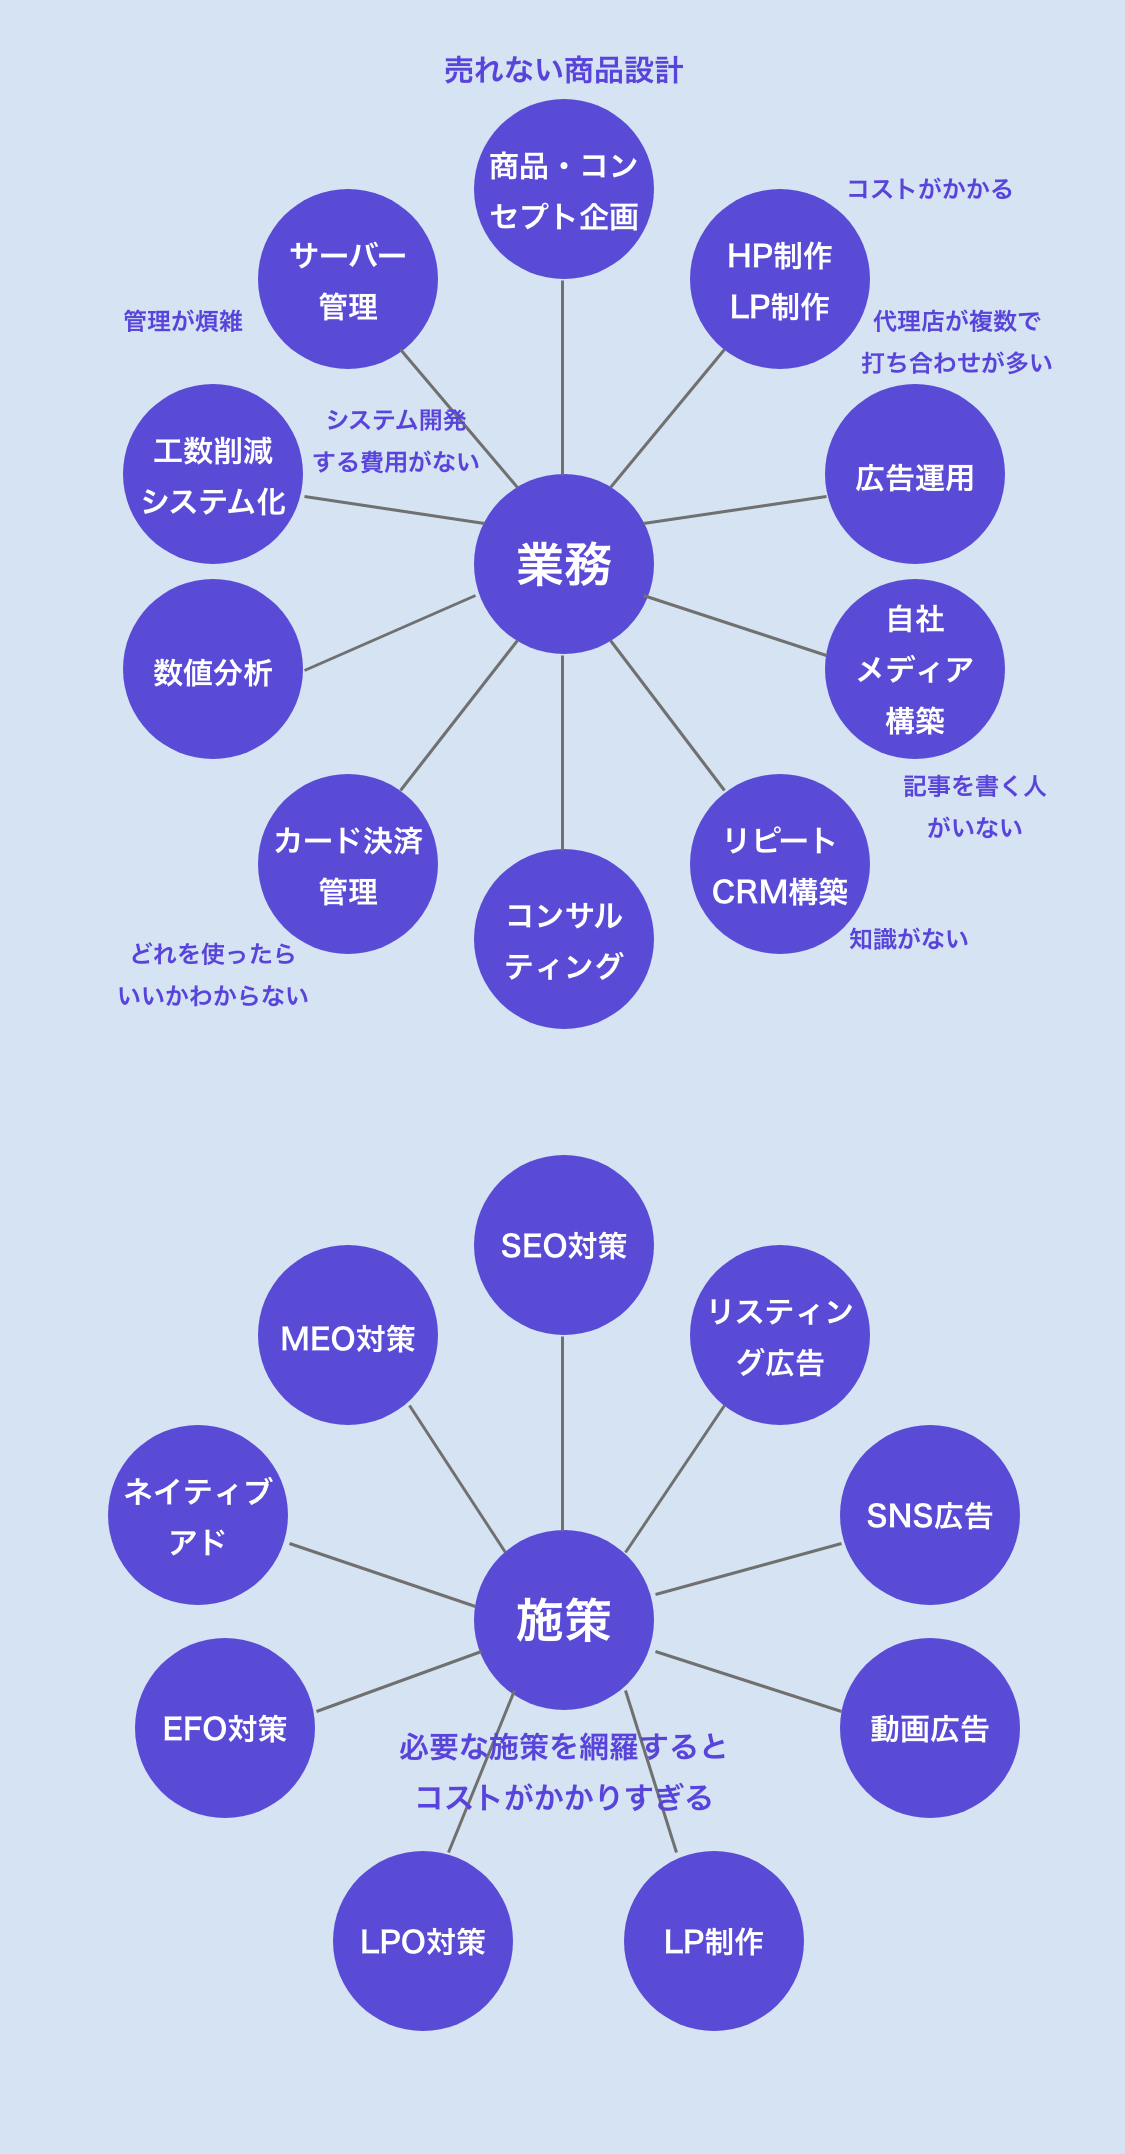 売れない商品設計
商品・コン
セプト企画
コストがかかる
HP制作
LP制作
サーバー
管理
管理が煩雑
代理店が複数で
打ち合わせが多い
システム開発
する費用がない
工数削減
システム化
広告運用
業務
自社
メディア
構築
数値分析
記事を書く人
がいない
カード決済
管理
リピート
CRM構築
コンサル
ティング
知識がない
どれを使ったら
いいかわからない
SEO対策
MEO対策
リスティン
グ広告
ネイティブ
アド
SNS広告
施策
EFO対策
動画広告
必要な施策を網羅すると
コストがかかりすぎる
LPO対策
LP制作